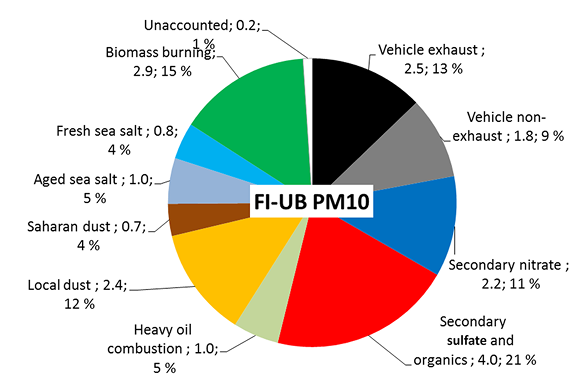 Unaccounted; 0.2;
1 %
Vehicle exhaust ;
2.5; 13 %
Vehicle non-
exhaust ; 1.8; 9 %
Secondary nitrate ;
2.2; 11 %
Secondary
sulfate and
organics ; 4.0; 21 %
Heavy oil
combustion ; 1.0;
5 %
Local dust ; 2.4;
12 %
Saharan dust ; 0.7;
4 %
Aged sea salt ; 1.0;
5 %
Fresh sea salt ; 0.8;
4 %
Biomass burning;
2.9; 15 %
FI-UB PM10